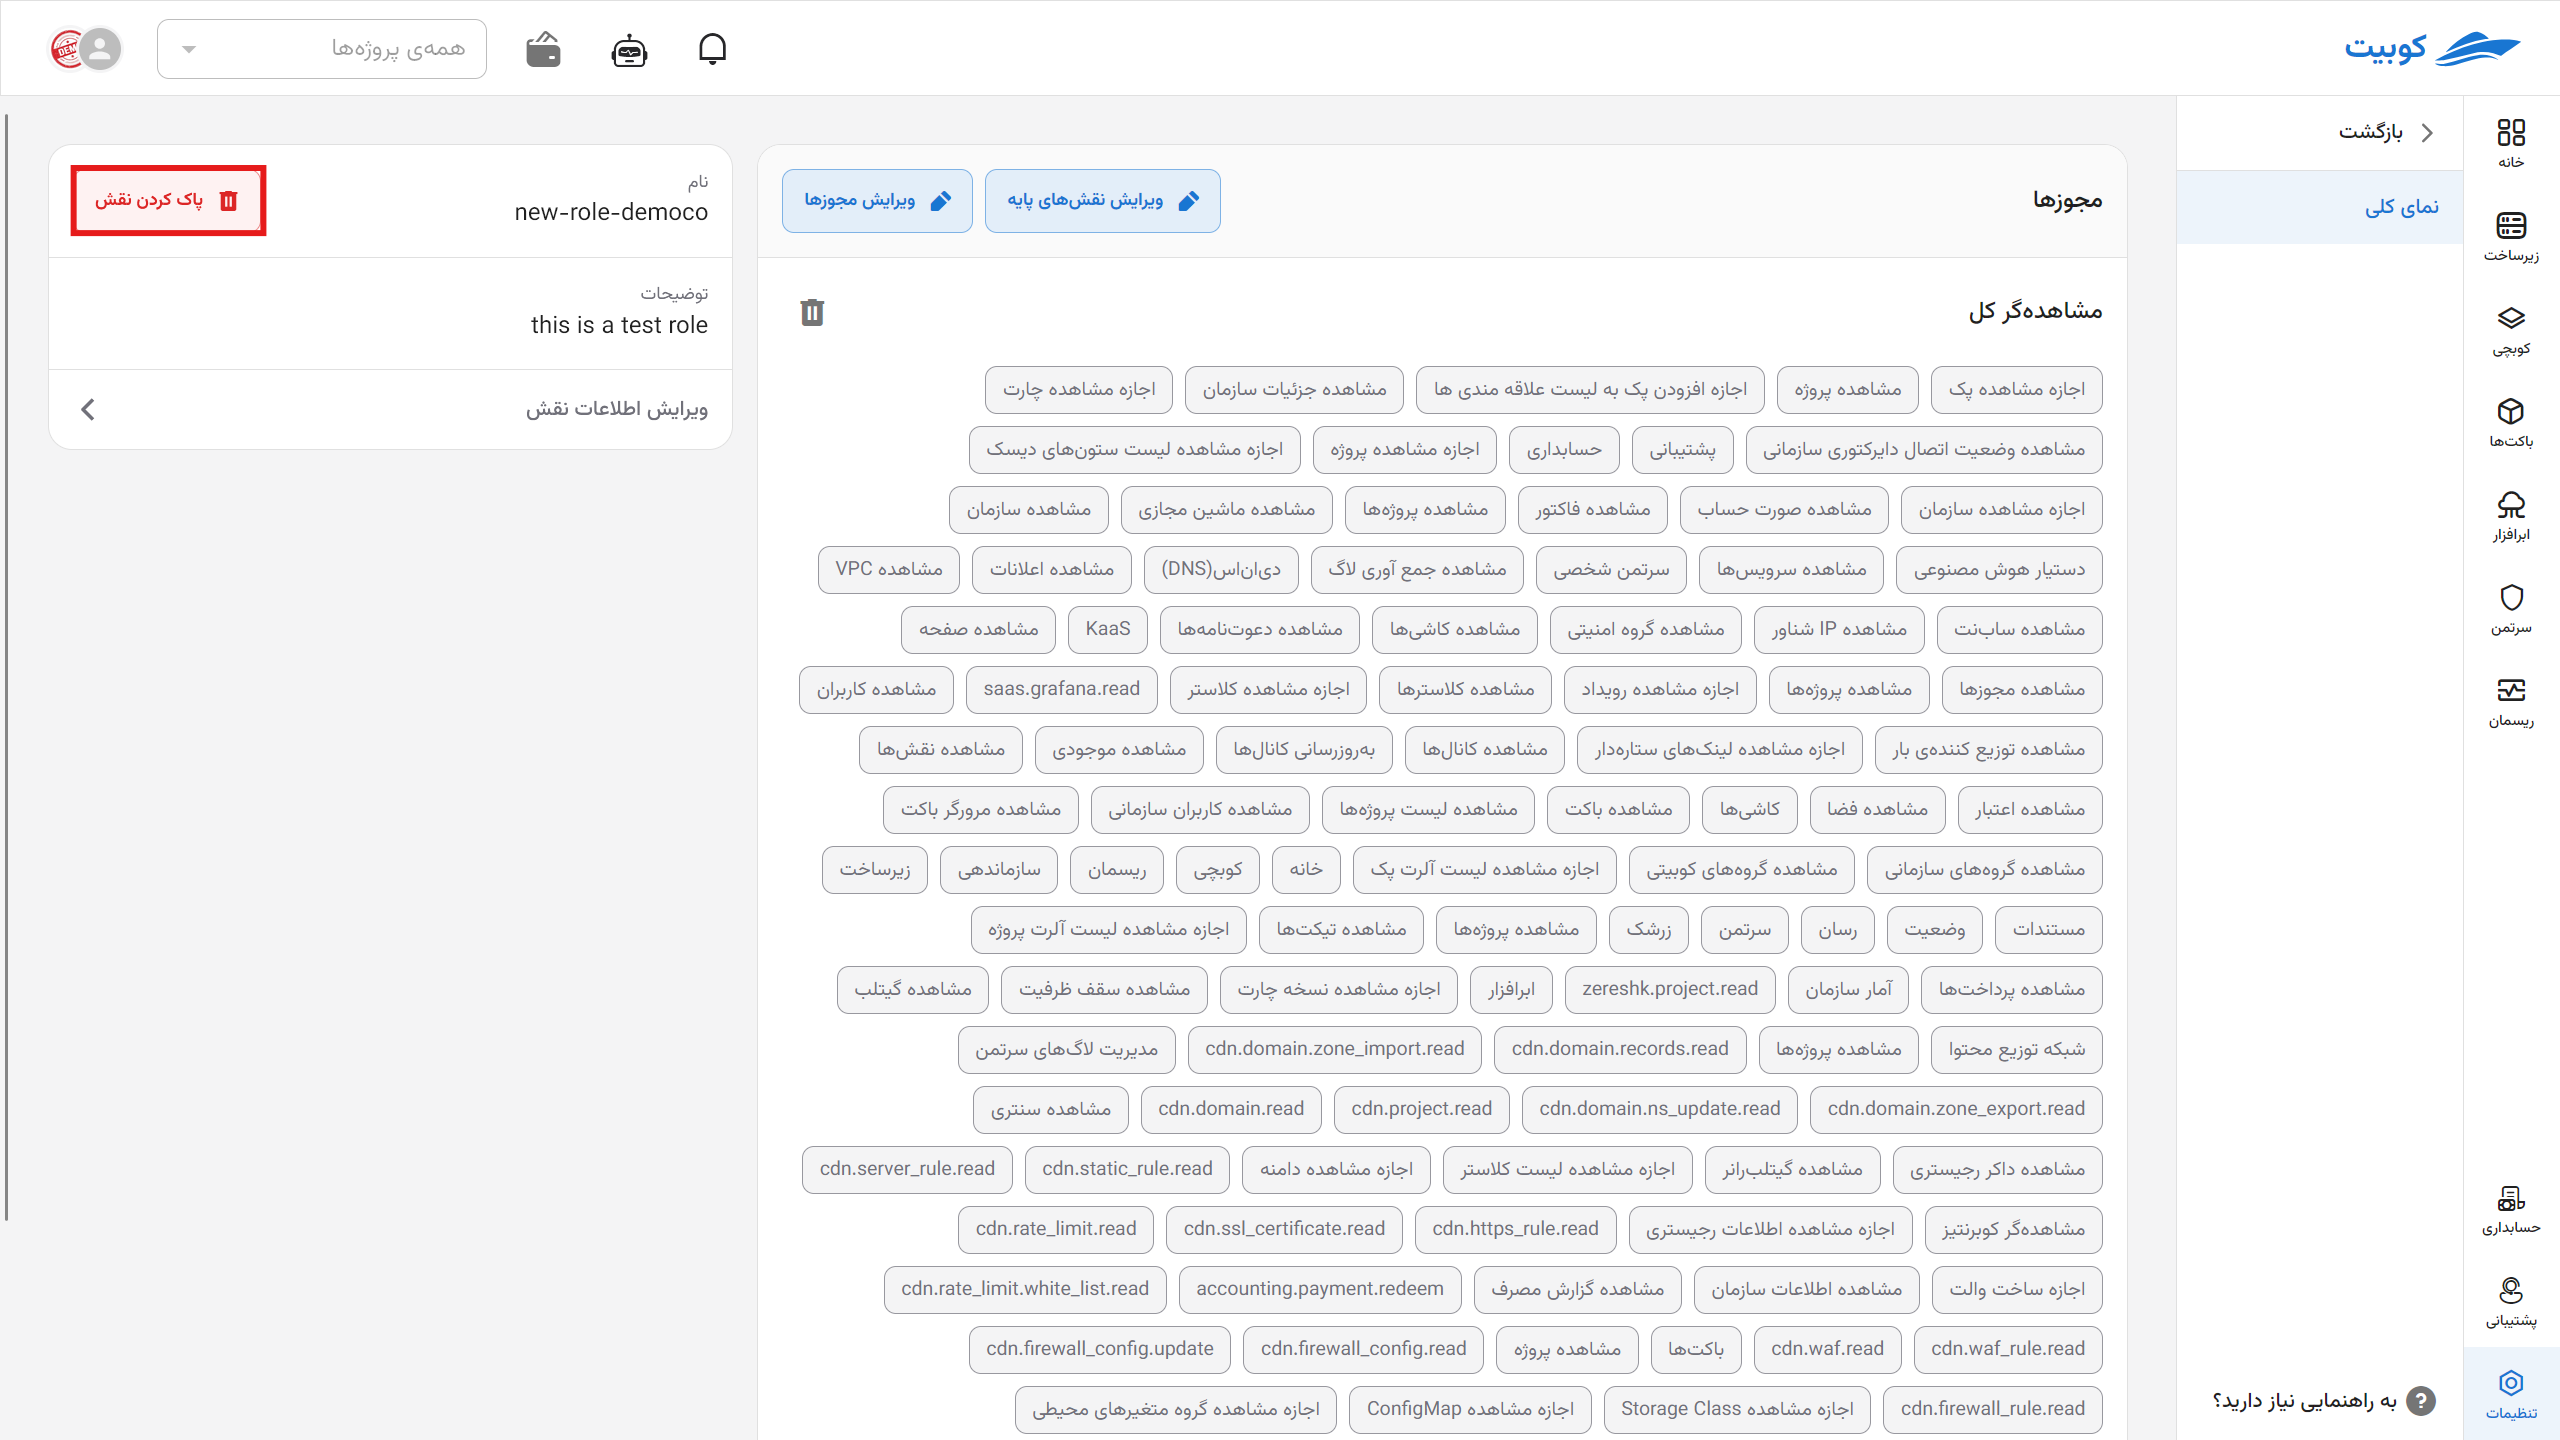 کوبیت
همه‌ی پروژه‌ها
خانه
زیرساخت
کوبچی
باکت‌ها
ابرافزار
سرتمن
ریسمان
حسابداری
پشتیبانی
تنظیمات
بازگشت
نمای کلی
به راهنمایی نیاز دارید؟
مجوزها
ویرایش نقش‌های پایه
ویرایش مجوزها
مشاهده‌گر کل
اجازه مشاهده پک مشاهده پروژه اجازه افزودن پک به لیست علاقه مندی ها مشاهده جزئیات سازمان اجازه مشاهده چارت
مشاهده وضعیت اتصال دایرکتوری سازمانی پشتیبانی حسابداری اجازه مشاهده پروژه اجازه مشاهده لیست ستون‌های دیسک
اجازه مشاهده سازمان مشاهده صورت حساب مشاهده فاکتور مشاهده پروژه‌ها مشاهده ماشین مجازی مشاهده سازمان
دستیار هوش مصنوعی مشاهده سرویس‌ها سرتمن شخصی مشاهده جمع آوری لاگ دی‌ان‌اس(DNS) مشاهده اعلانات مشاهده VPC
مشاهده ساب‌نت مشاهده IP شناور مشاهده گروه امنیتی مشاهده کاشی‌ها مشاهده دعوت‌نامه‌ها KaaS مشاهده صفحه
مشاهده مجوزها مشاهده پروژه‌ها اجازه مشاهده رویداد مشاهده کلاسترها اجازه مشاهده کلاستر saas.grafana.read مشاهده کاربران
مشاهده توزیع کننده‌ی بار اجازه مشاهده لینک‌های ستاره‌دار مشاهده کانال‌ها به‌روزرسانی کانال‌ها مشاهده موجودی مشاهده نقش‌ها
مشاهده اعتبار مشاهده فضا کاشی‌ها مشاهده باکت مشاهده لیست پروژه‌ها مشاهده کاربران سازمانی مشاهده مرورگر باکت
مشاهده گروه‌های سازمانی مشاهده گروه‌های کوبیتی اجازه مشاهده لیست آلرت پک خانه کوبچی ریسمان سازماندهی زیرساخت
مستندات وضعیت رسان سرتمن زرشک مشاهده پروژه‌ها مشاهده تیکت‌ها اجازه مشاهده لیست آلرت پروژه
مشاهده پرداخت‌ها آمار سازمان zereshk.project.read ابرافزار اجازه مشاهده نسخه چارت مشاهده سقف ظرفیت مشاهده گیتلب
شبکه توزیع محتوا مشاهده پروژه‌ها cdn.domain.records.read cdn.domain.zone_import.read مدیریت لاگ‌های سرتمن
cdn.domain.zone_export.read cdn.domain.ns_update.read cdn.project.read cdn.domain.read مشاهده سنتری
مشاهده داکر رجیستری مشاهده گیتلب‌رانر اجازه مشاهده لیست کلاستر اجازه مشاهده دامنه cdn.static_rule.read cdn.server_rule.read
مشاهده‌گر کوبرنتیز اجازه مشاهده اطلاعات رجیستری cdn.https_rule.read cdn.ssl_certificate.read cdn.rate_limit.read
اجازه ساخت والت مشاهده اطلاعات سازمان مشاهده گزارش مصرف accounting.payment.redeem cdn.rate_limit.white_list.read
cdn.waf_rule.read cdn.waf.read باکت‌ها مشاهده پروژه cdn.firewall_config.read cdn.firewall_config.update
cdn.firewall_rule.read اجازه مشاهده Storage Class اجازه مشاهده ConfigMap اجازه مشاهده گروه متغیرهای محیطی
نام
new-role-democo
پاک کردن نقش
توضیحات
this is a test role
ویرایش اطلاعات نقش